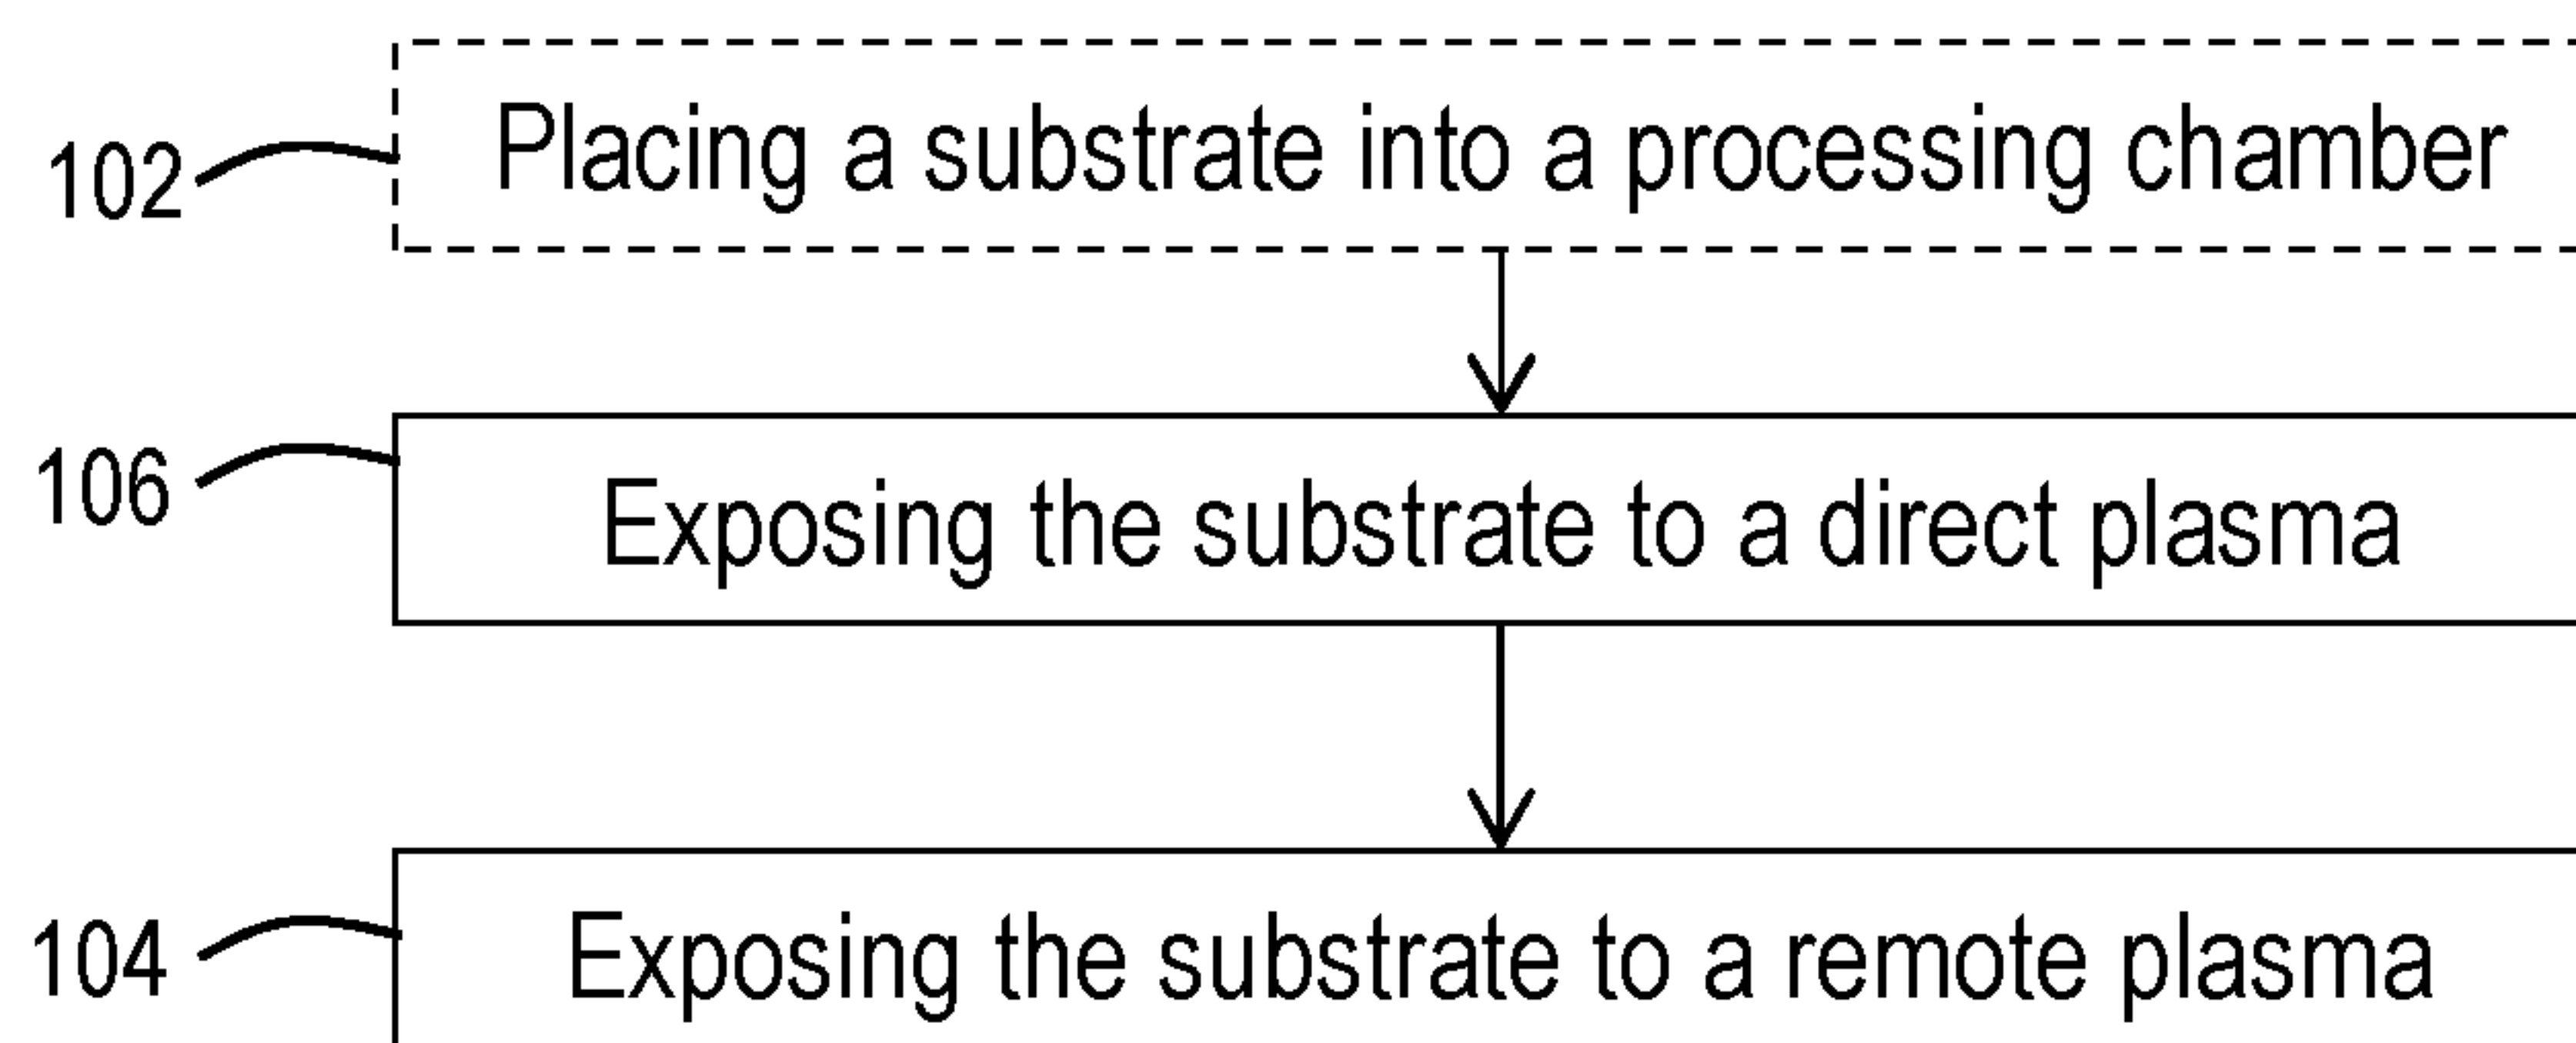 102 Placing a substrate into a processing chamber
106 Exposing the substrate to a direct plasma
104 Exposing the substrate to a remote plasma